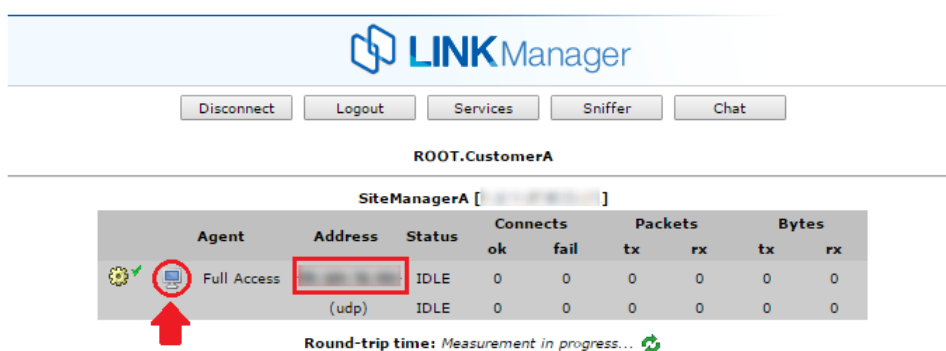 LINKManager
Disconnect Logout Services Sniffer Chat
ROOT.CustomerA
SiteManagerA [ ]
Agent Address Status Connects Packets Bytes
ok fail tx rx tx rx
Full Access IDLE 0 0 0 0 0 0
(udp) IDLE 0 0 0 0 0 0
Round-trip time: Measurement in progress...